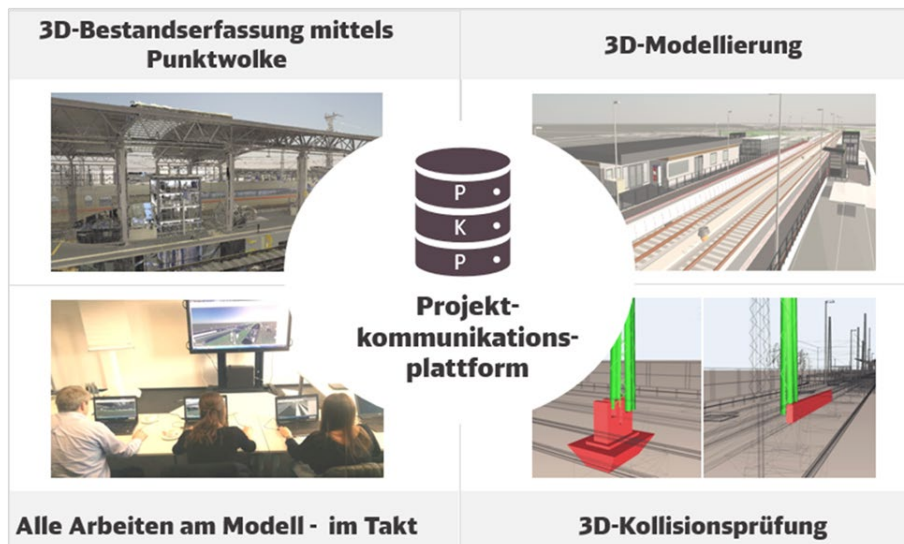 3D-Bestandserfassung mittels
Punktwolke
3D-Modellierung
P
K
P
Projekt-
kommunikations-
plattform
Alle Arbeiten am Modell - im Takt
3D-Kollisionsprüfung